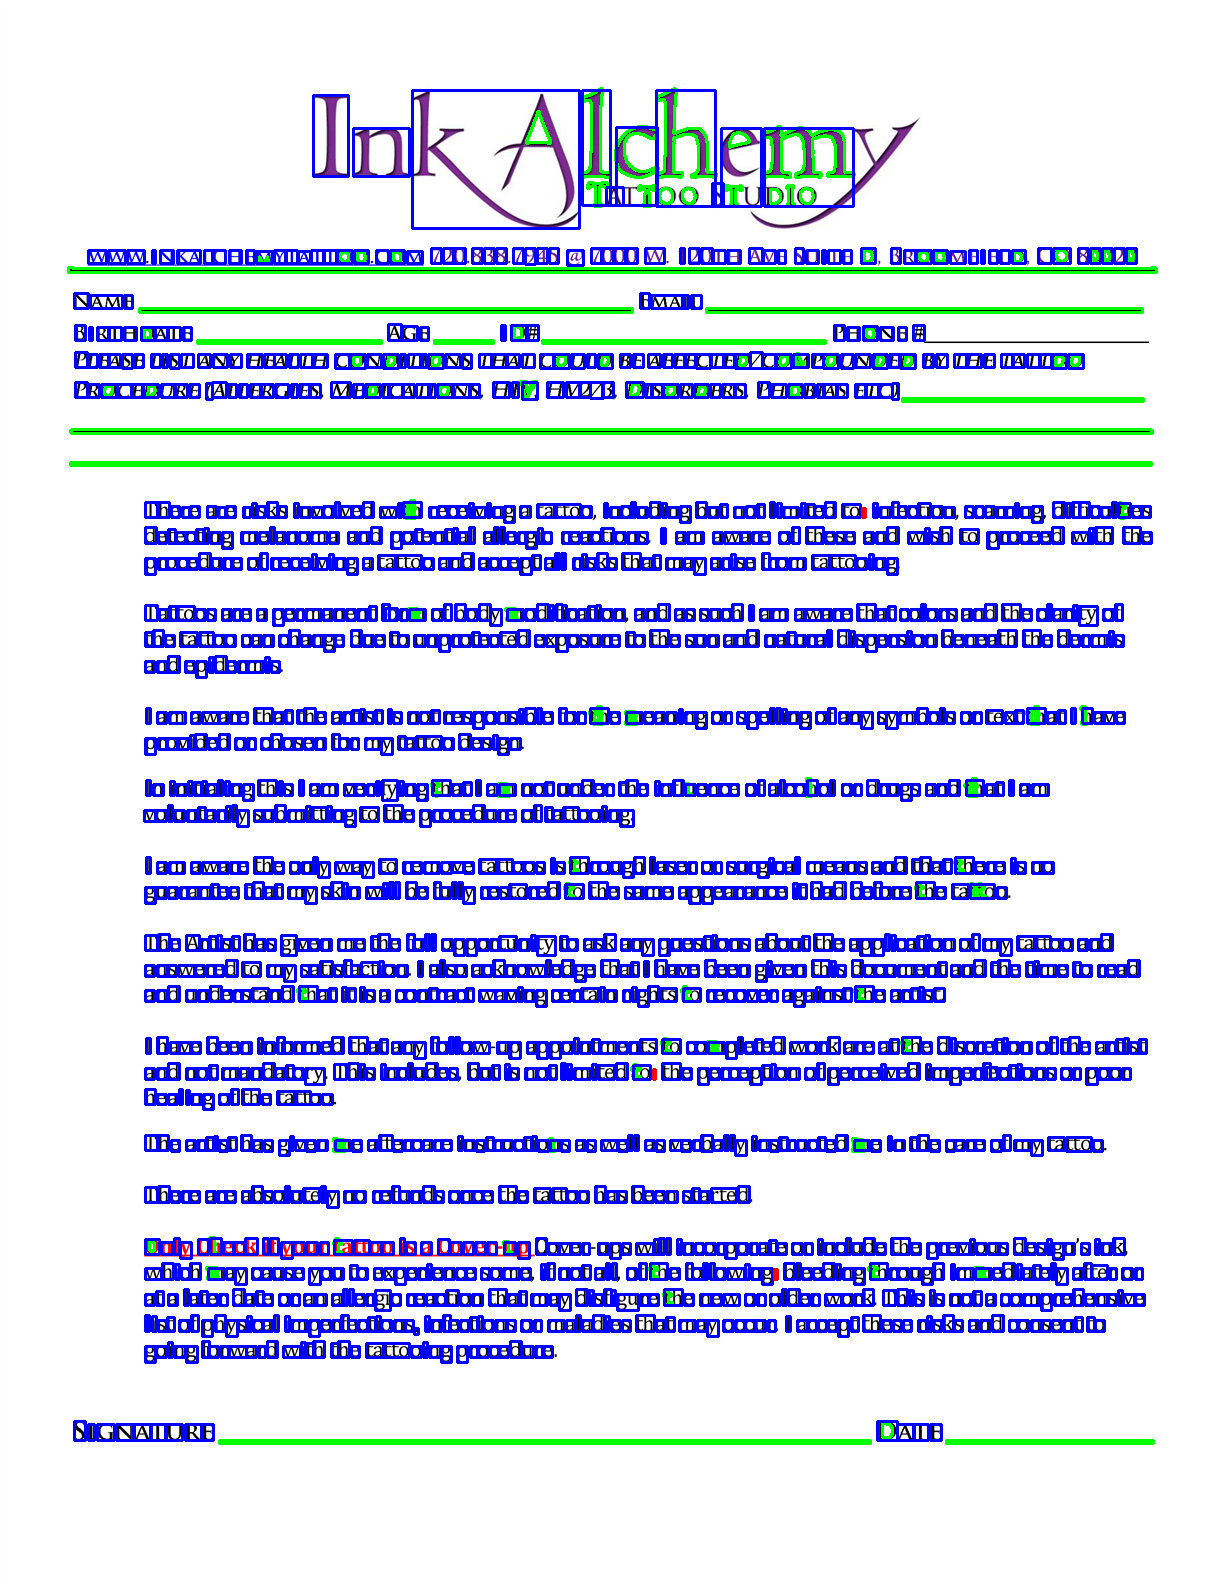 Ink Alchemy
Tattoo Studio
www.inkalchemytattoo.com 720.838.7946 @ 7000 W. 120th Ave Suite D, Broomfield, CO 80020
Name Email
Birth date Age ID# Phone #
Please list any health conditions that could be affected/compounded by the tattoo
Procedure (Allergies, Medications,
Disorders, Phobias etc)
There are risks involved with receiving a tattoo, including but not limited to; infection, scarring, difficulties
detecting melanoma and potential allergic reactions. I am aware of these and wish to proceed with the
procedure of receiving a tattoo and accept all risks that may arise from tattooing.
Tattoos are a permanent form of body modification, and as such I am aware that colors and the clarity of
the tattoo can change due to unprotected exposure to the sun and natural dispersion beneath the dermis
and epidermis.
I am aware that the artist is not responsible for the meaning or spelling of any symbols or text that I have
provided or chosen for my tattoo design.
In initialing this I am verifying that I am not under the influence of alcohol or drugs and that I am
voluntarily submitting to the procedure of tattooing.
I am aware the only way to remove tattoos is through laser or surgical means and that there is no
guarantee that my skin will be fully restored to the same appearance it had before the tattoo.
The Artist has given me the full opportunity to ask any questions about the application of my tattoo and
answered to my satisfaction. I also acknowledge that I have been given this document and the time to read
and understand that it is a contract waving certain rights to recover against the artist.
I have been informed that any follow-up appointments to completed work are at the discretion of the artist
and not mandatory. This includes, but is not limited to; the perception of perceived imperfections or poor
healing of the tattoo.
The artist has given me aftercare instructions as well as verbally instructed me in the care of my tattoo.
There are absolutely no refunds once the tattoo has been started.
Only Check if your tattoo is a Cover-up Cover-ups will incorporate or include the previous design's ink,
which may cause you to experience some, if not all, of the following; bleeding through immediately after or
at a later date or an allergic reaction that may disfigure the new or older work. This is not a comprehensive
list of physical imperfections, infections or maladies that may occur. I accept these risks and consent to
going forward with the tattooing procedure.
Signature Date